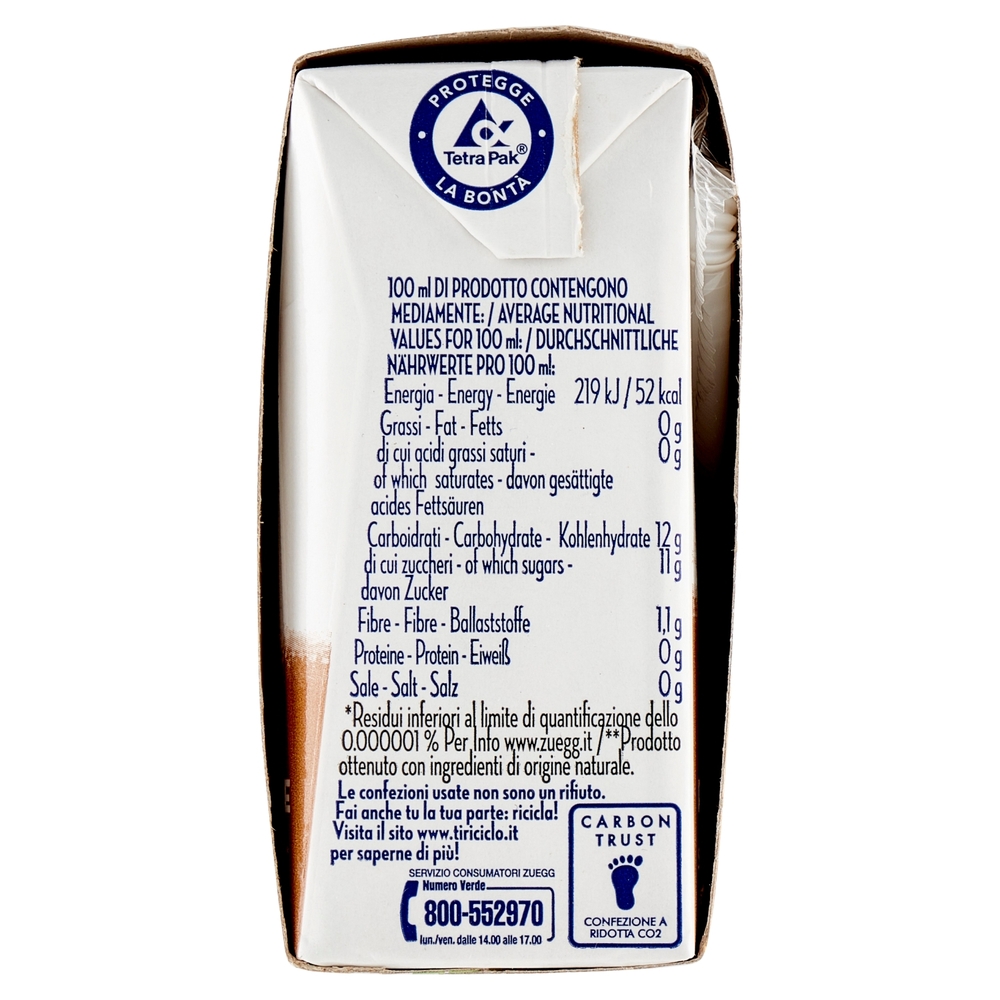 PROTEGGE
Tetra Pak®
LA BONTÀ
100 ml DI PRODOTTO CONTENGONO
MEDIAMENTE: / AVERAGE NUTRITIONAL
VALUES FOR 100 ml: / DURCHSCHNITTLICHE
NÄHRWERTE PRO 100 ml:
Energia - Energy - Energie 219 kJ / 52 kcal
Grassi - Fat - Fetts 0 g
di cui acidi grassi saturi - 0 g
of which saturates - davon gesättigte
acides Fettsäuren
Carboidrati - Carbohydrate - Kohlenhydrate 12 g
di cui zuccheri - of which sugars - 11 g
davon Zucker
Fibre - Fibre - Ballaststoffe 1,1 g
Proteine - Protein - Eiweiß 0 g
Sale - Salt - Salz 0 g
*Residui inferiori al limite di quantificazione dello
0.000001 % Per Info www.zuegg.it /**Prodotto
ottenuto con ingredienti di origine naturale.
Le confezioni usate non sono un rifiuto.
Fai anche tu la tua parte: ricicla!
Visita il sito www.tiriciclo.it
per saperne di più!
SERVIZIO CONSUMATORI ZUEGG
Numero Verde
800-552970
lun./ven. dalle 14.00 alle 17.00
CARBON
TRUST
CONFEZIONE A
RIDOTTA CO2